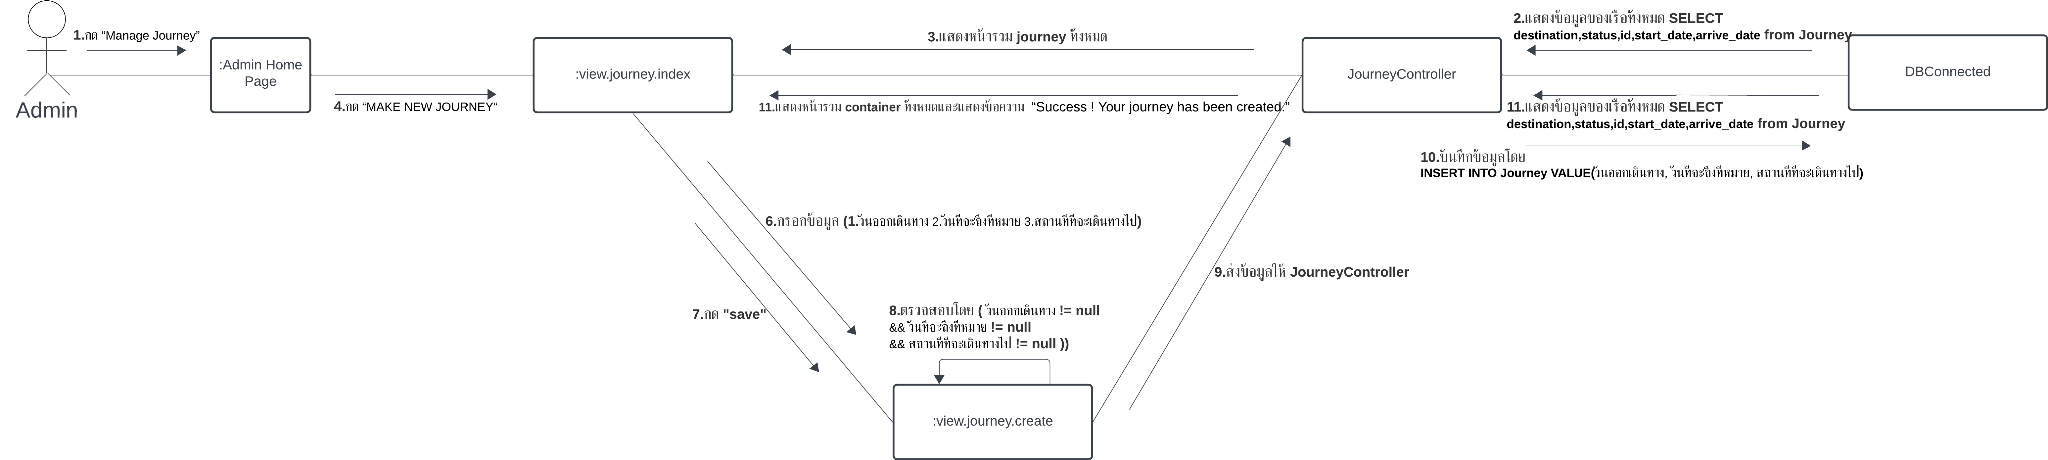 1.กด “Manage Journey”
Admin
:Admin Home
Page
4.กด “MAKE NEW JOURNEY“
:view.journey.index
3.แสดงหน้ารวม journey ทั้งหมด
11.แสดงหน้ารวม container ทั้งหมดและแสดงข้อความ "Success ! Your journey has been created."
JourneyController
2.แสดงข้อมูลของเรือทั้งหมด SELECT
destination,status,id,start_date,arrive_date from Journey
DBConnected
11.แสดงข้อมูลของเรือทั้งหมด SELECT
destination,status,id,start_date,arrive_date from Journey
10.บันทึกข้อมูลโดย
INSERT INTO Journey VALUE(วันออกเดินทาง, วันที่จะถึงที่หมาย, สถานที่ที่จะเดินทางไป)
6.กรอกข้อมูล (1.วันออกเดินทาง 2.วันที่จะถึงที่หมาย 3.สถานที่ที่จะเดินทางไป)
9.ส่งข้อมูลให้ JourneyController
7.กด "save"
8.ตรวจสอบโดย ( วันออกเดินทาง != null
&& วันที่จะถึงที่หมาย != null
&& สถานที่ที่จะเดินทางไป != null ))
:view.journey.create